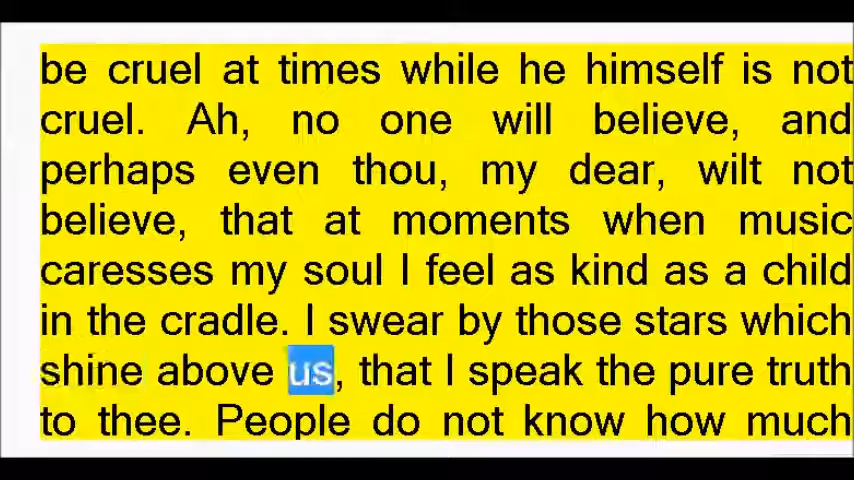 be cruel at times while he himself is not
cruel. Ah, no one will believe, and
perhaps even thou, my dear, wilt not
believe, that at moments when music
caresses my soul I feel as kind as a child
in the cradle. I swear by those stars which
shine above us, that I speak the pure truth
to thee. People do not know how much